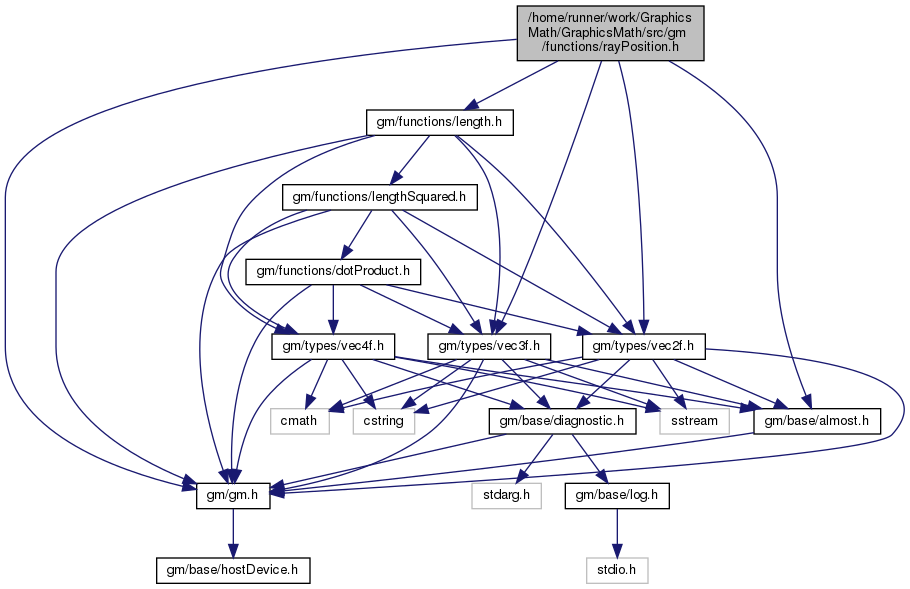 /home/runner/work/Graphics
Math/GraphicsMath/src/gm
/functions/rayPosition.h
gm/functions/length.h
gm/functions/lengthSquared.h
gm/functions/dotProduct.h
gm/types/vec4f.h
gm/types/vec3f.h
gm/types/vec2f.h
cmath
cstring
gm/base/diagnostic.h
sstream
gm/base/almost.h
gm/gm.h
stdarg.h
gm/base/log.h
gm/base/hostDevice.h
stdio.h